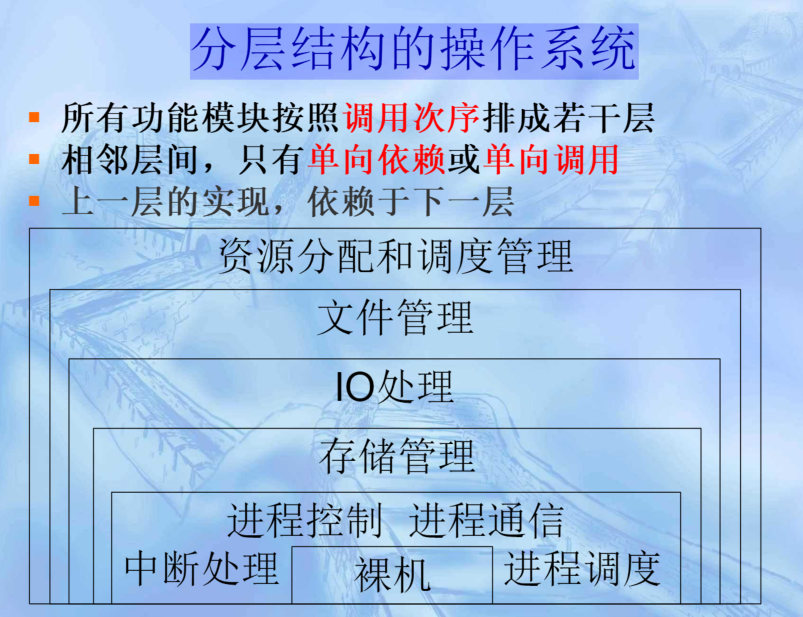 分层结构的操作系统
所有功能模块按照调用次序排成若干层
相邻层间，只有单向依赖或单向调用
上一层的实现，依赖于下一层
资源分配和调度管理
文件管理
IO处理
存储管理
进程控制 进程通信
中断处理 裸机 进程调度